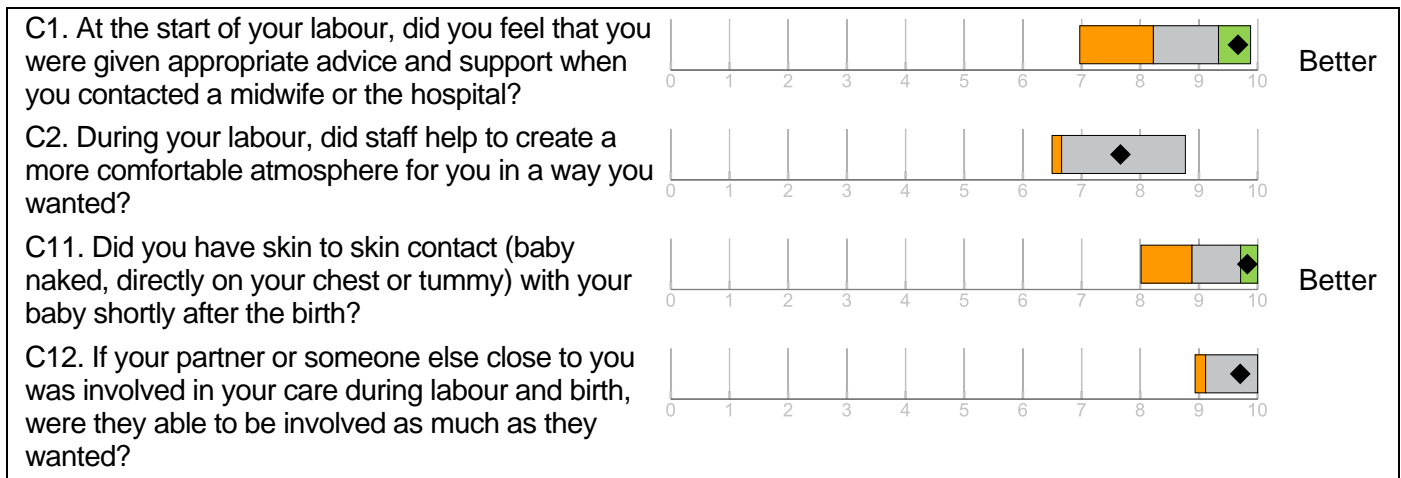 C1. At the start of your labour, did you feel that you
were given appropriate advice and support when
you contacted a midwife or the hospital?
0 1 2 3 4 5 6 7 8 9 10
Better
C2. During your labour, did staff help to create a
more comfortable atmosphere for you in a way you
wanted?
0 1 2 3 4 5 6 7 8 9 10
C11. Did you have skin to skin contact (baby
naked, directly on your chest or tummy) with your
baby shortly after the birth?
0 1 2 3 4 5 6 7 8 9 10
Better
C12. If your partner or someone else close to you
was involved in your care during labour and birth,
were they able to be involved as much as they
wanted?
0 1 2 3 4 5 6 7 8 9 10